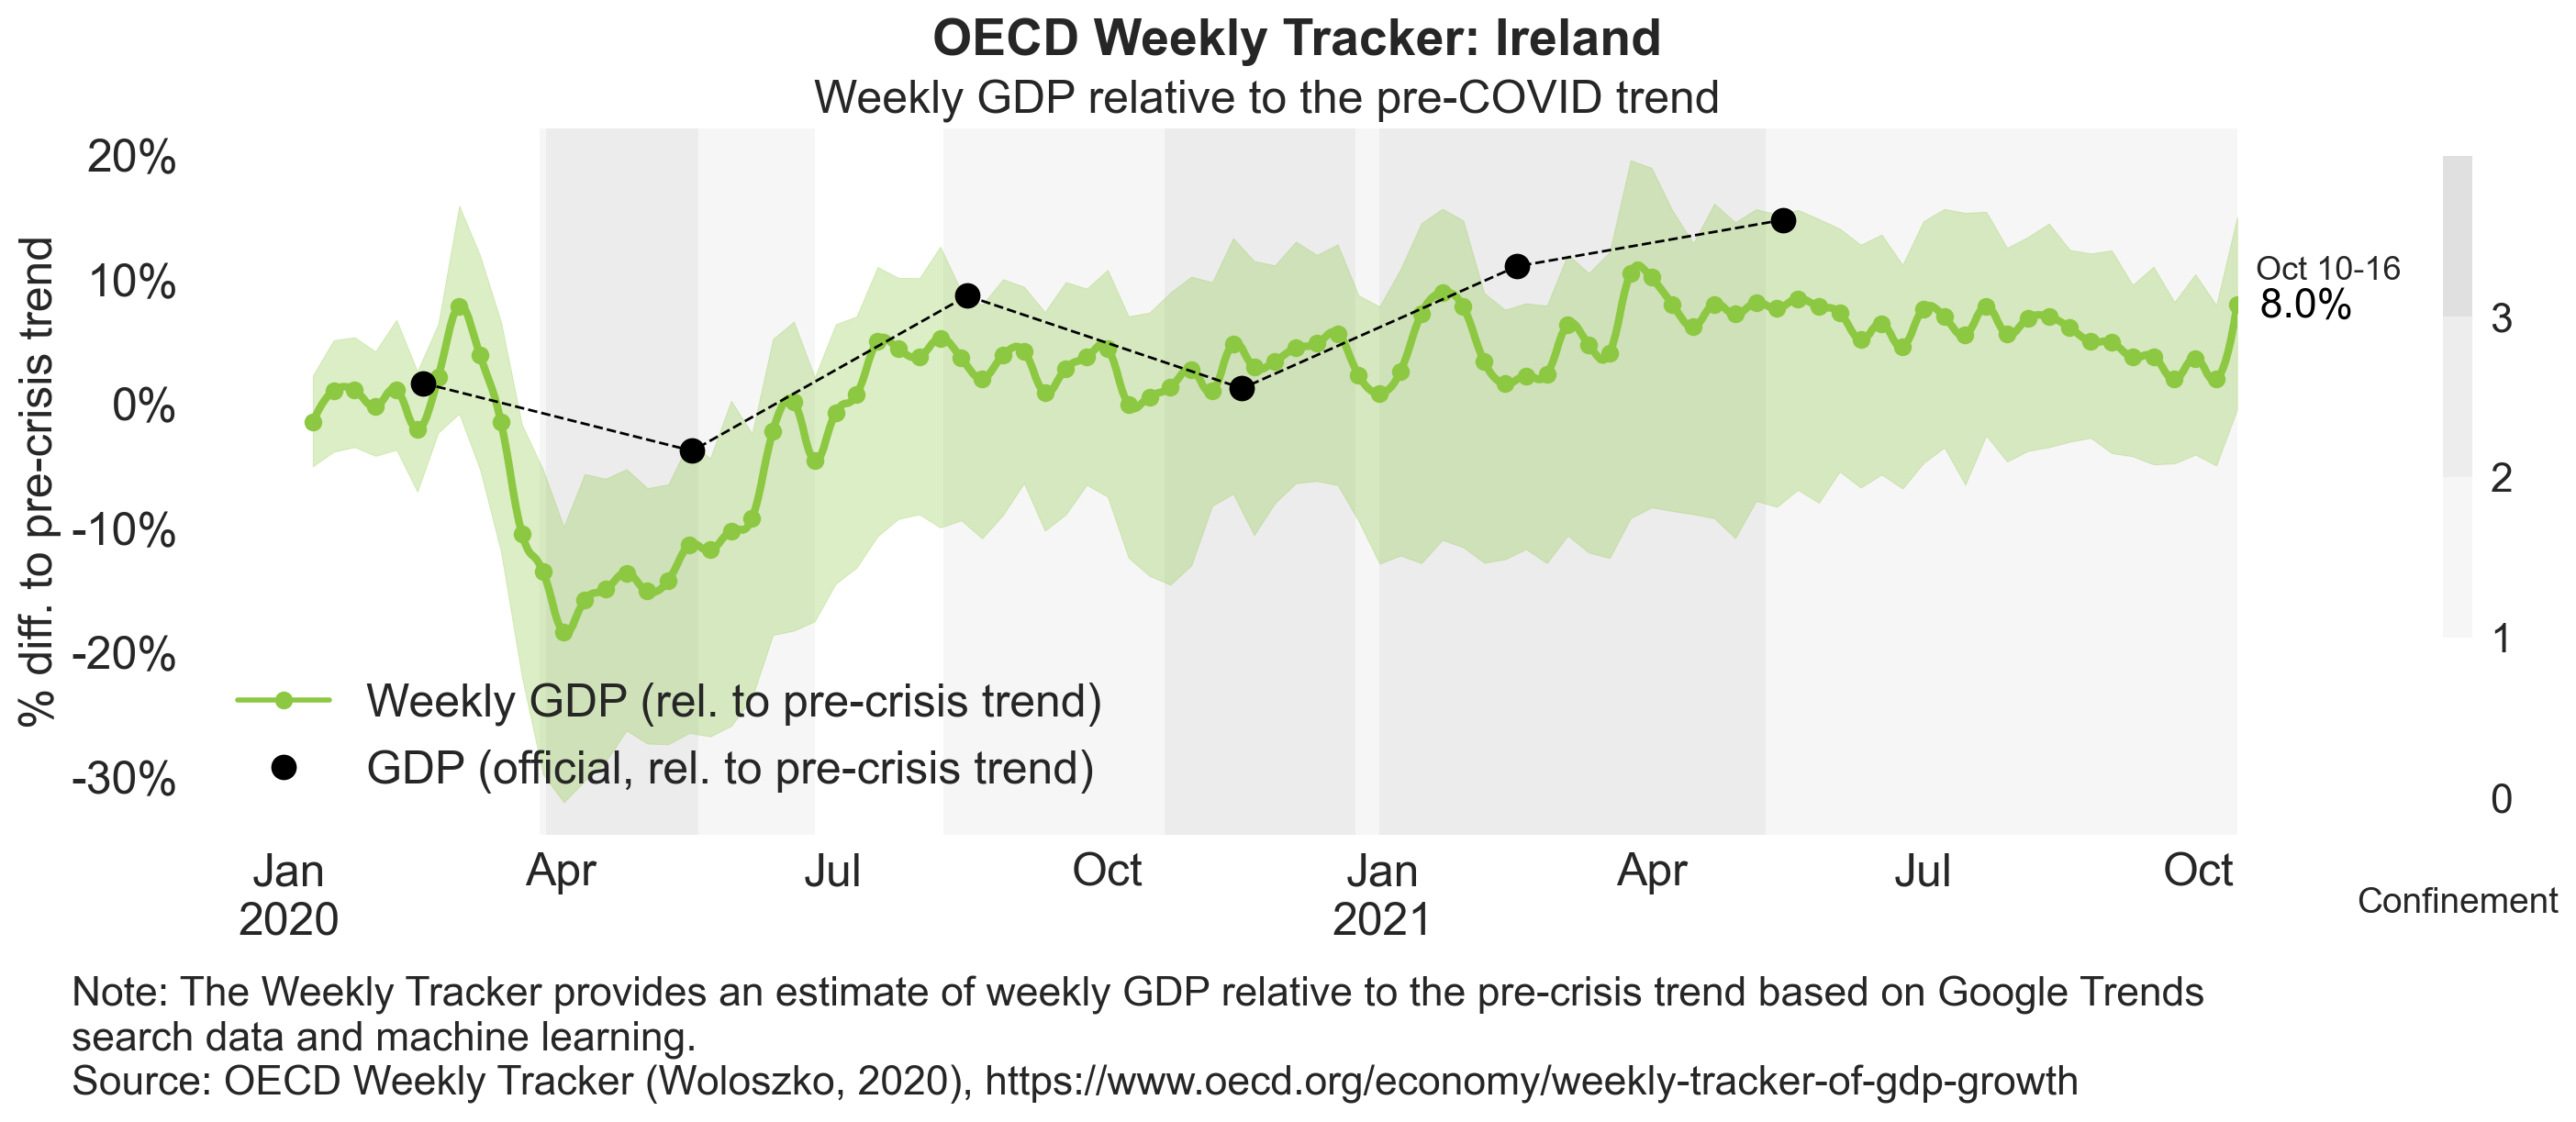 OECD Weekly Tracker: Ireland
Weekly GDP relative to the pre-COVID trend
% diff. to pre-crisis trend
20%
10%
0%
-10%
-20%
-30%
Oct 10-16
8.0%
3
2
1
0
Weekly GDP (rel. to pre-crisis trend)
GDP (official, rel. to pre-crisis trend)
Jan Apr Jul Oct Jan Apr Jul Oct
2020 2021
Confinement
Note: The Weekly Tracker provides an estimate of weekly GDP relative to the pre-crisis trend based on Google Trends
search data and machine learning.
Source: OECD Weekly Tracker (Woloszko, 2020), https://www.oecd.org/economy/weekly-tracker-of-gdp-growth